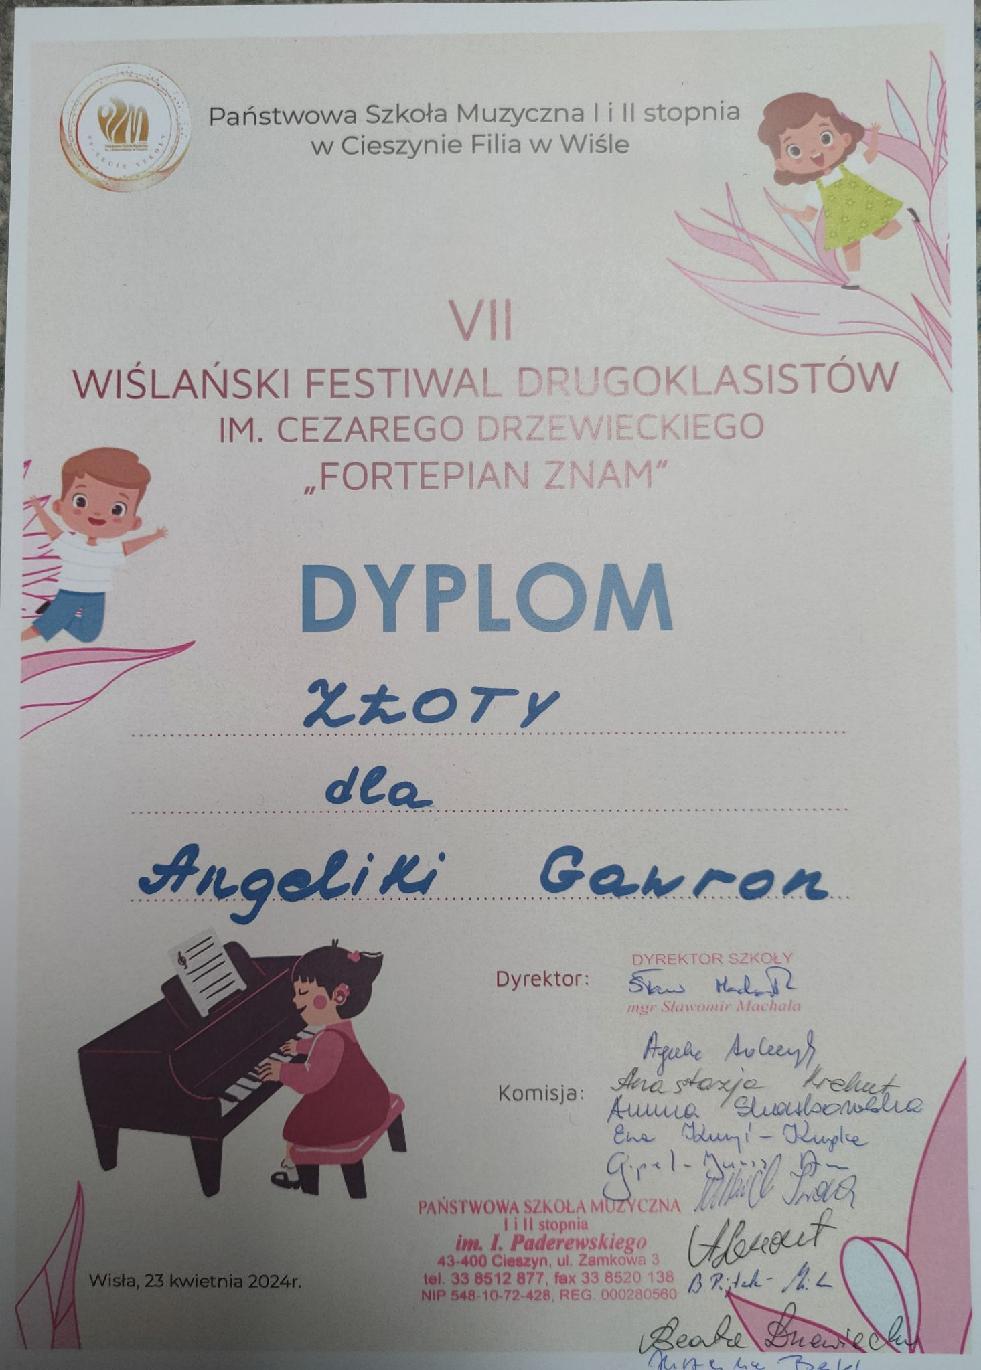 Państwowa Szkoła Muzyczna I i II stopnia
w Cieszynie Filia w Wiśle
VII
WIŚLAŃSKI FESTIWAL DRUGOKLASISTÓW
IM. CEZAREGO DRZEWIECKIEGO
„FORTEPIAN ZNAM”
DYPLOM
ZŁOTY
dla
Angeliki Gawron
DYREKTOR SZKOŁY
Dyrektor:
mgr Sławomir Machała
Komisja:
Anastazja
Ewa
PAŃSTWOWA SZKOŁA MUZYCZNA
I i II stopnia
im. I. Paderewskiego
43-400 Cieszyn, ul. Zamkowa 3
tel. 33 8512 877, fax 33 8520 138
NIP 548-10-72-428, REG. 000280560
Wisła, 23 kwietnia 2024r.
Beata